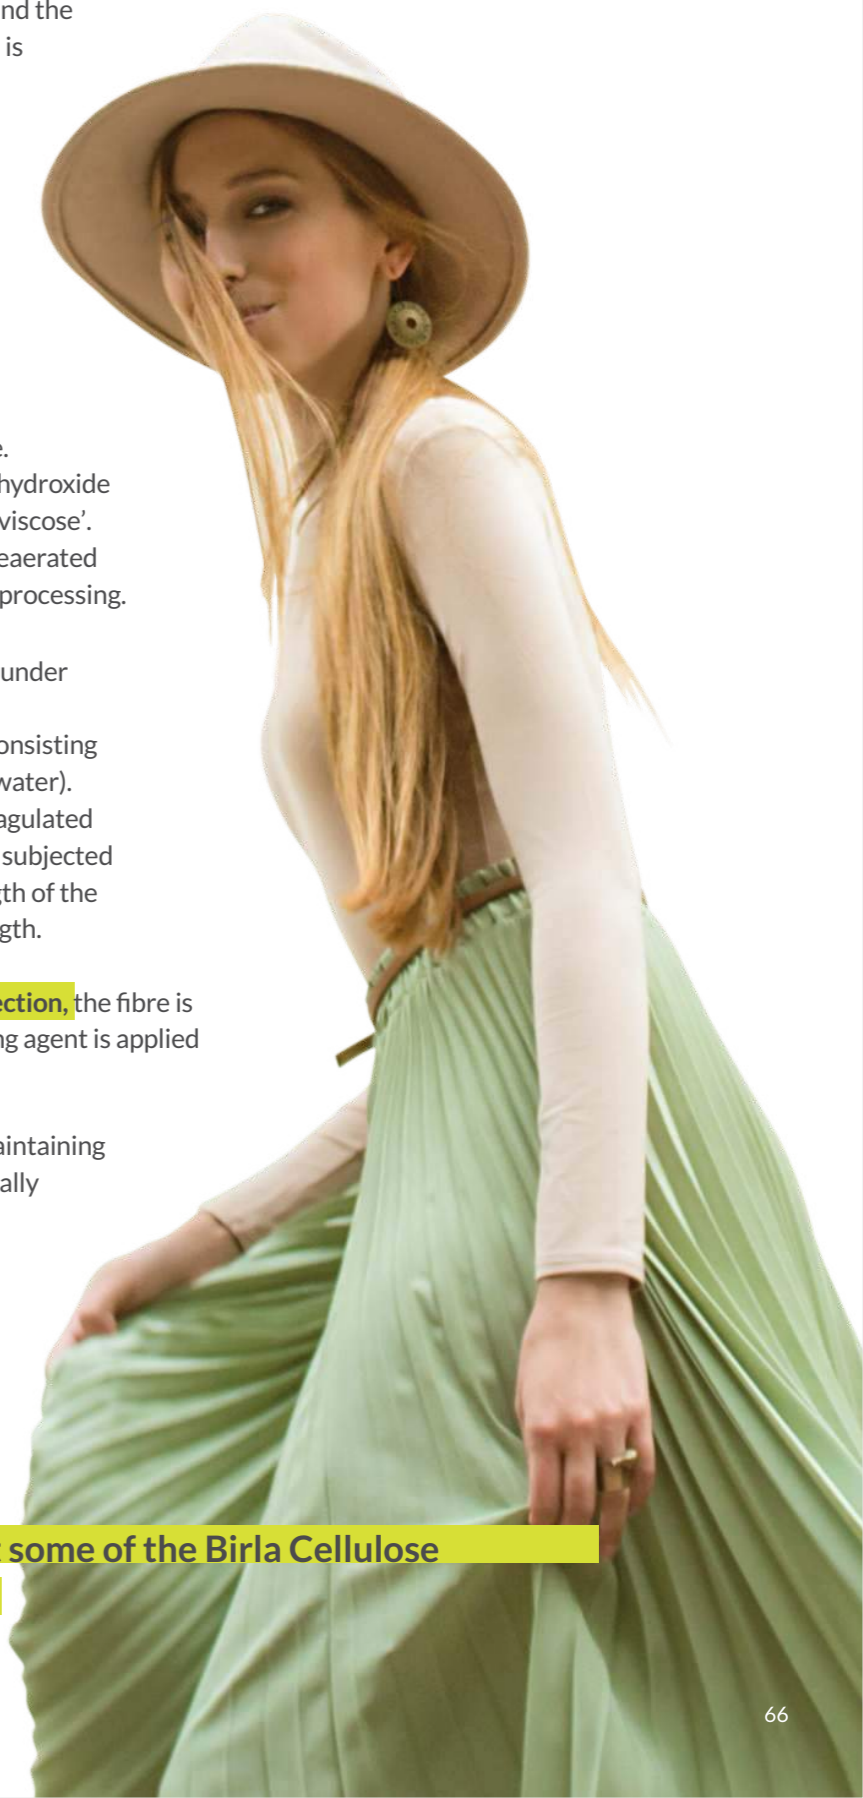 nd the
is
e.
hydroxide
viscose’.
eaerated
processing.
under
onsisting
water).
agulated
subjected
gth of the
gth.
ection, the fibre is
ng agent is applied
aintaining
ally
t some of the Birla Cellulose
66